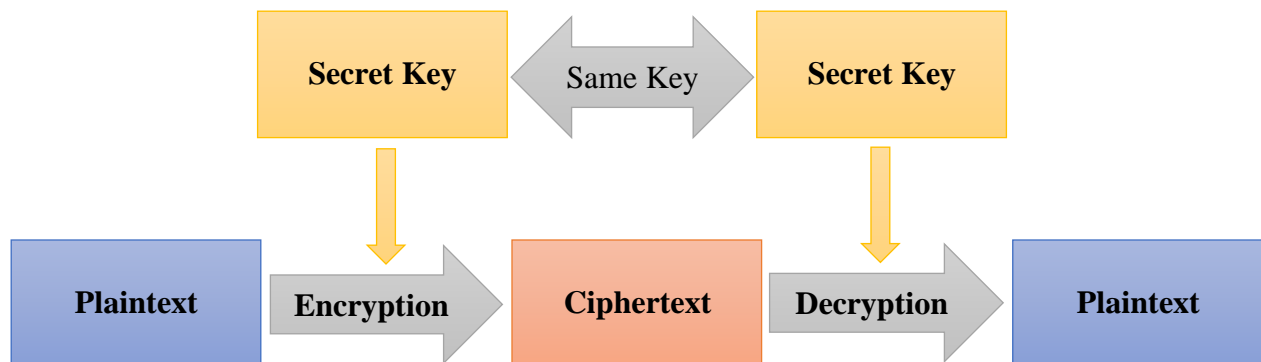 Secret Key
Same Key
Secret Key
Plaintext
Encryption
Ciphertext
Decryption
Plaintext